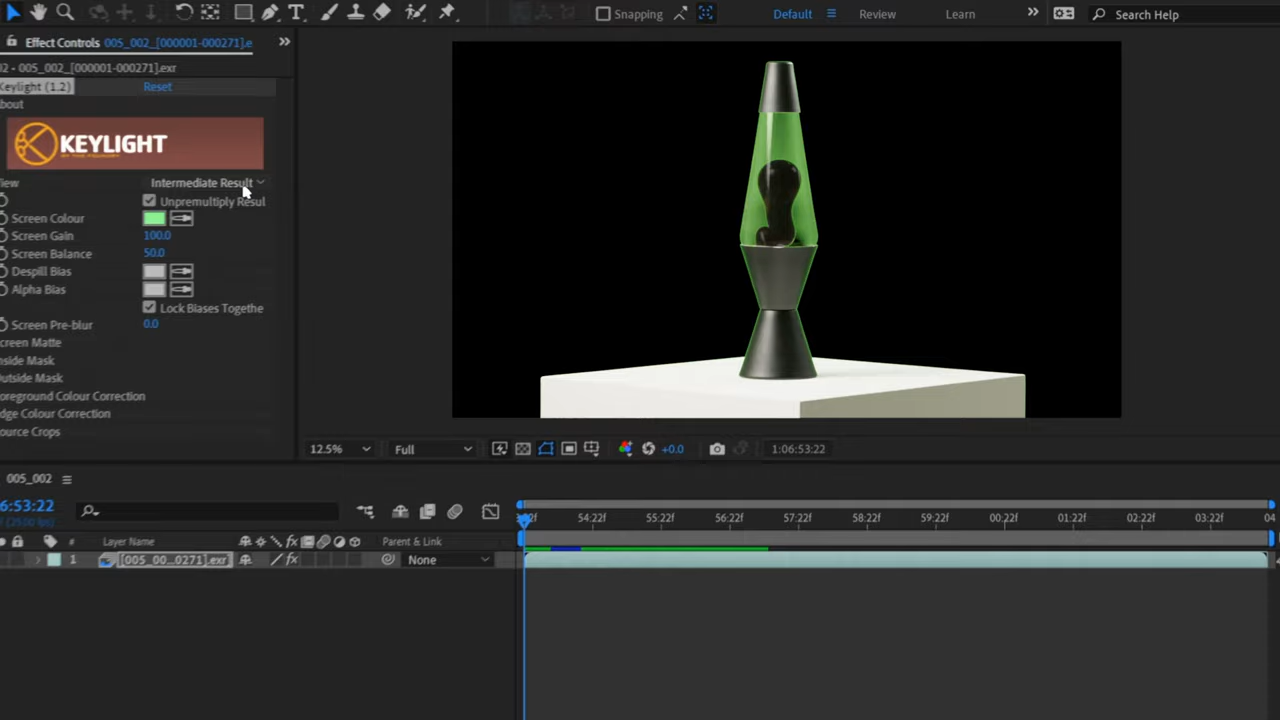 Snapping
Default
Review
Learn
Search Help
Effect Controls 005_002_[000001-000271].e
02 - 005_002_[000001-000271].exr
Keylight (1.2)
Reset
bout
KEYLIGHT
iew
Intermediate Result
Unpremultiply Resul
Screen Colour
Screen Gain
100.0
Screen Balance
50.0
Despill Bias
Alpha Bias
Lock Biases Togethe
Screen Pre-blur
0.0
creen Matte
nside Mask
utside Mask
oreground Colour Correction
dge Colour Correction
ource Crops
12.5%
Full
+0.0
1:06:53:22
005_002
6:53:22
54:22f
55:22f
56:22f
57:22f
58:22f
59:22f
00:22f
01:22f
02:22f
03:22f
04
#
Layer Name
Parent & Link
1
[005_00...0271].exr
None